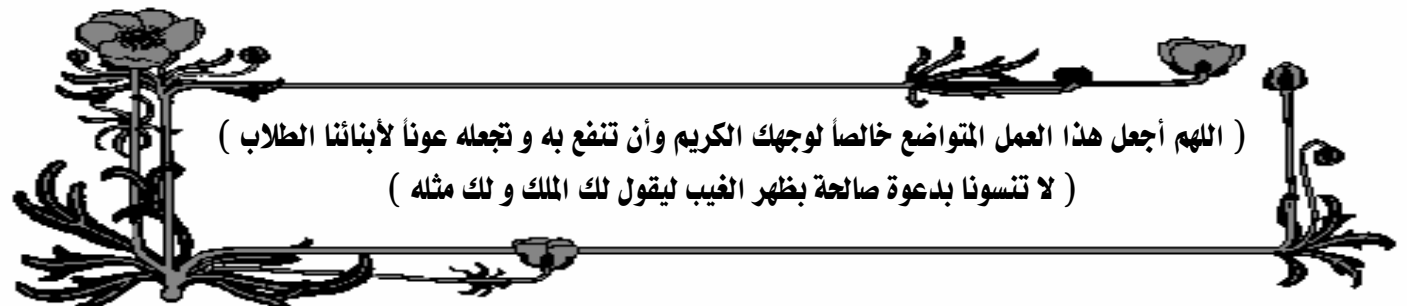 ( اللهم أجعل هذا العمل المتواضع خالصاً لوجهك الكريم وأن تنفع به و تجعله عوناً لأبنائنا الطلاب )
( لا تنسونا بدعوة صالحة بظهر الغيب ليقول لك الملك و لك مثله )